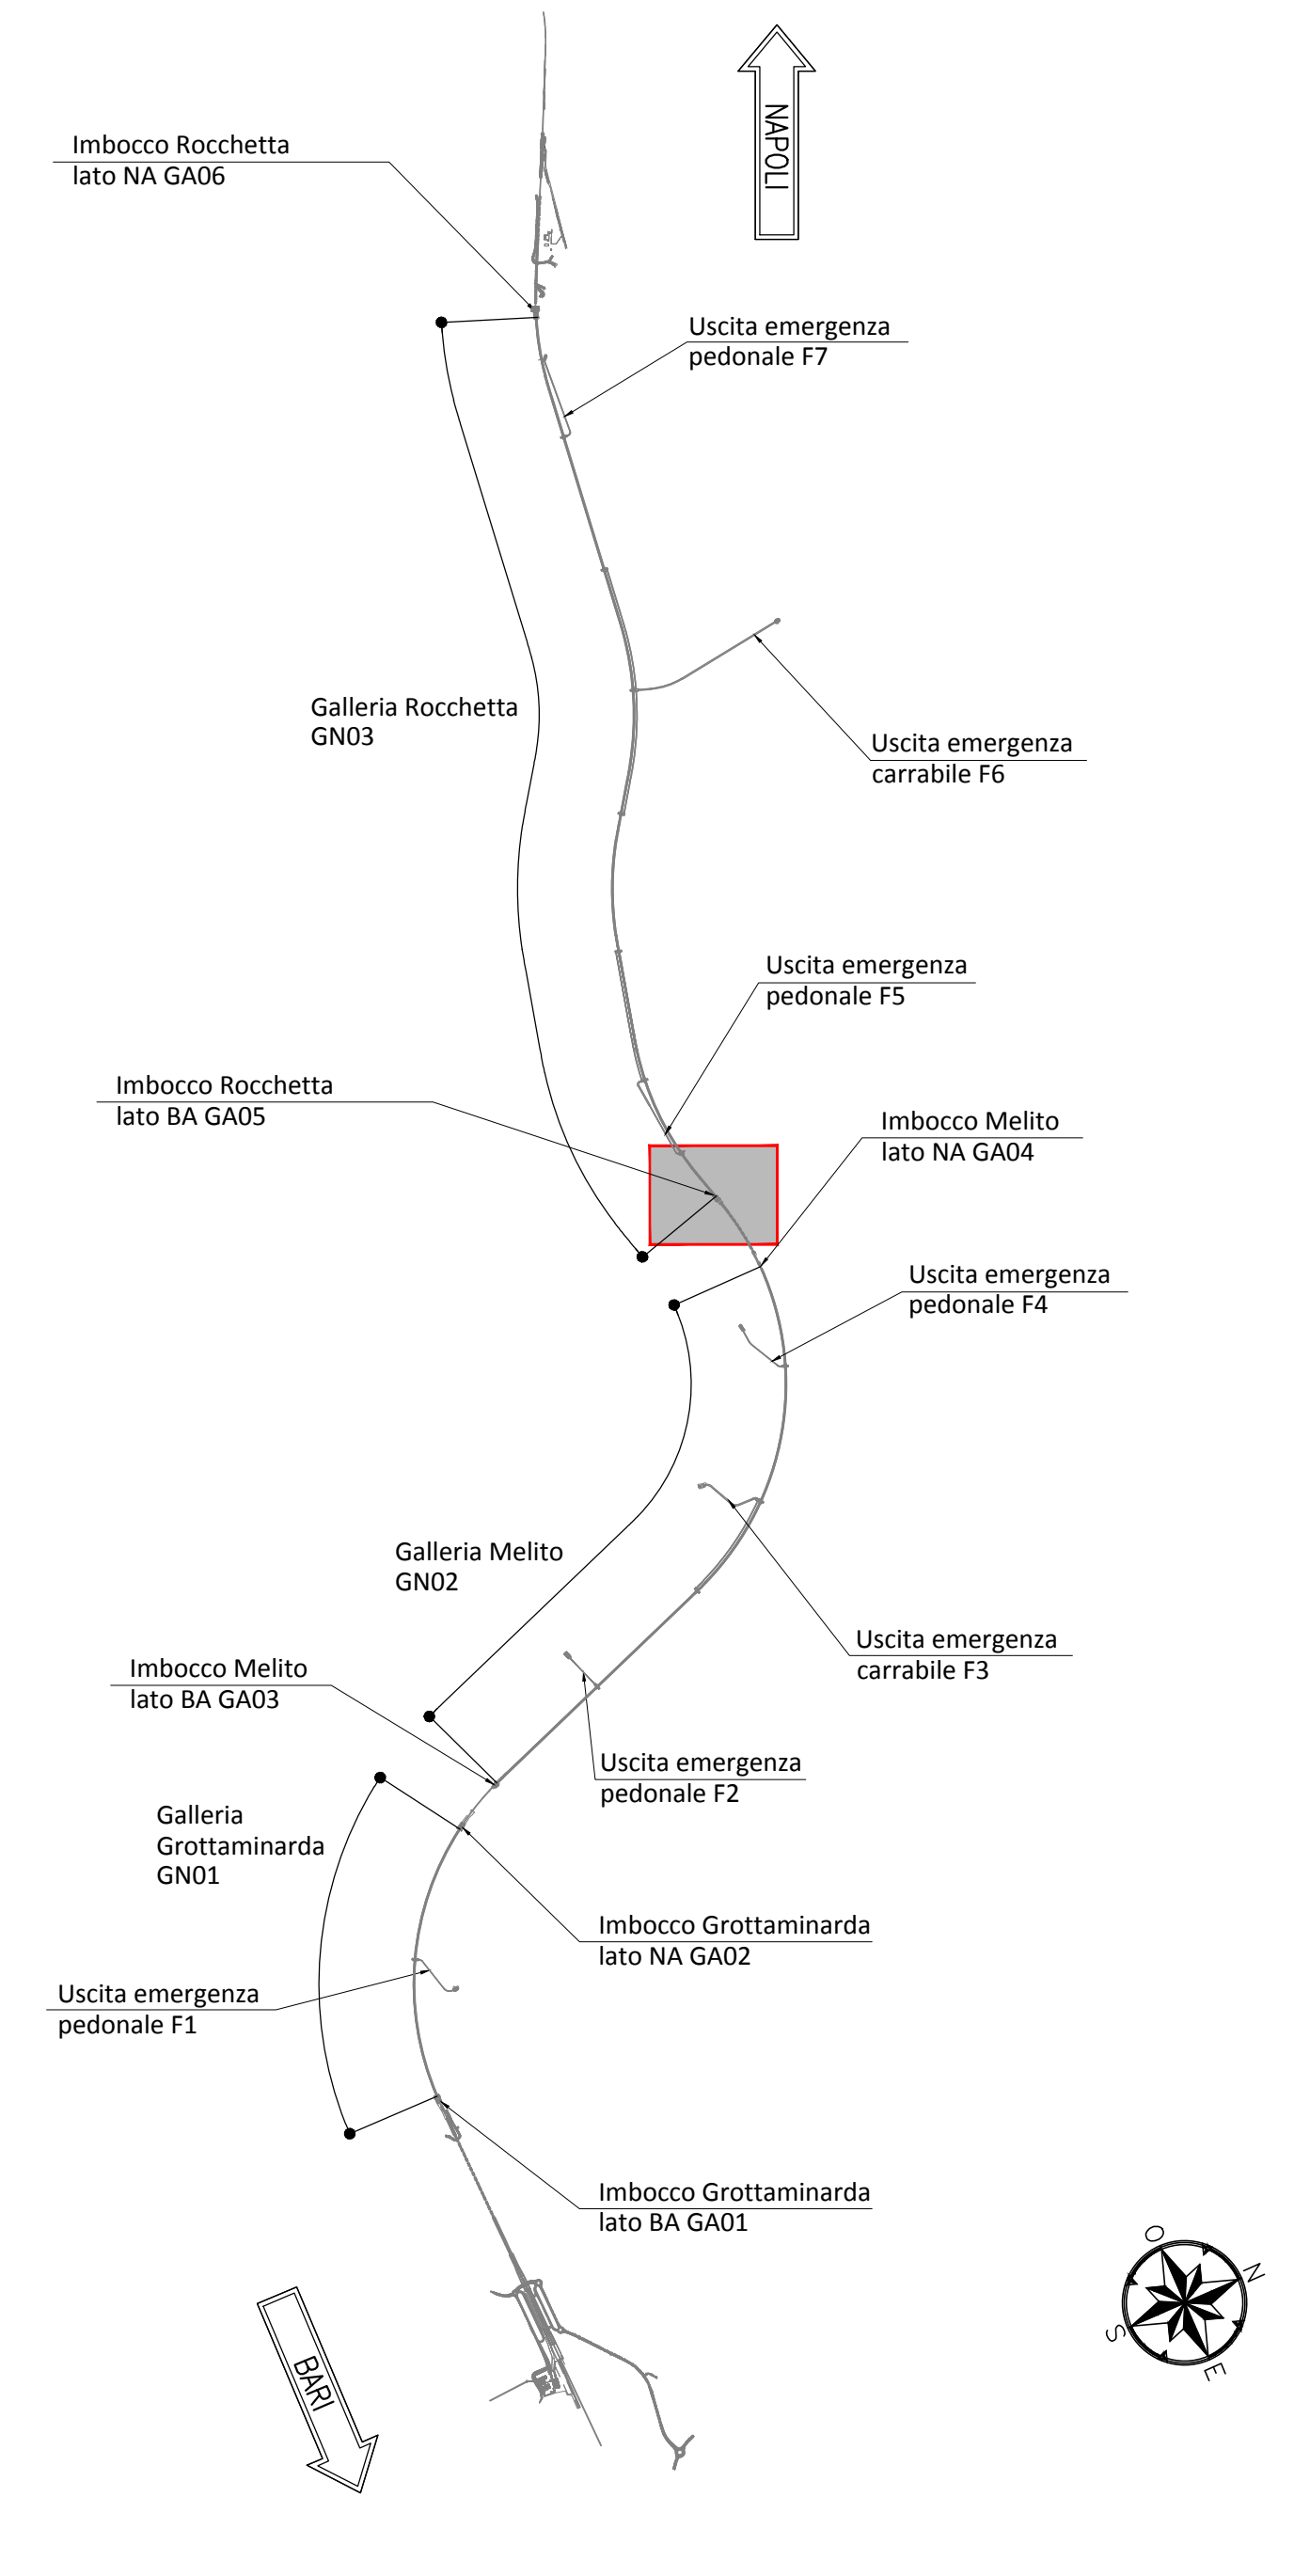 NAPOLI
Imbocco Rocchetta
lato NA GA06
Uscita emergenza
pedonale F7
Galleria Rocchetta
GN03
Uscita emergenza
carrabile F6
Uscita emergenza
pedonale F5
Imbocco Rocchetta
lato BA GA05
Imbocco Melito
lato NA GA04
Uscita emergenza
pedonale F4
Galleria Melito
GN02
Uscita emergenza
carrabile F3
Imbocco Melito
lato BA GA03
Uscita emergenza
pedonale F2
Galleria
Grottaminarda
GN01
Imbocco Grottaminarda
lato NA GA02
Uscita emergenza
pedonale F1
Imbocco Grottaminarda
lato BA GA01
O
N
S
E
BARI